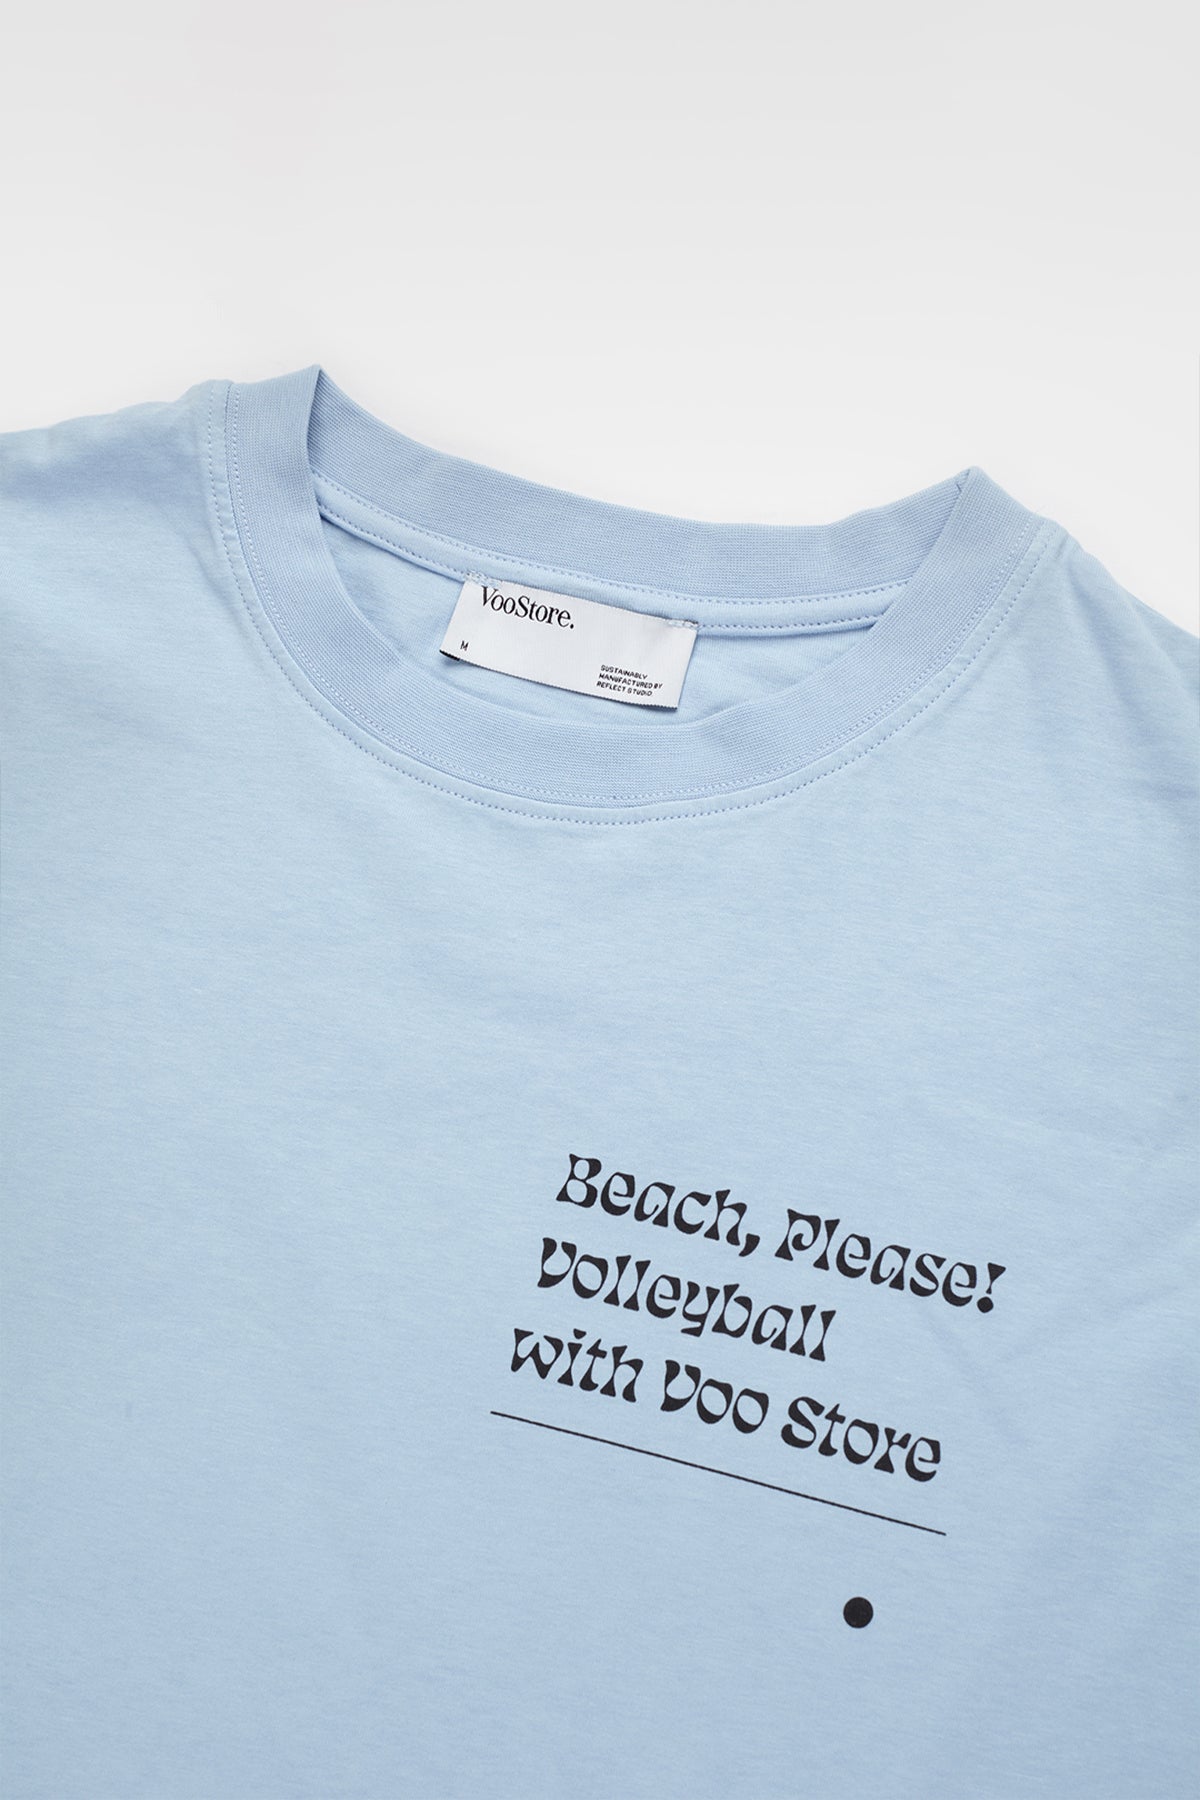 VooStore.
M
SUSTAINABLY
MANUFACTURED BY
REFLECT STUDIO
Beach, Please!
Volleyball
with Voo Store